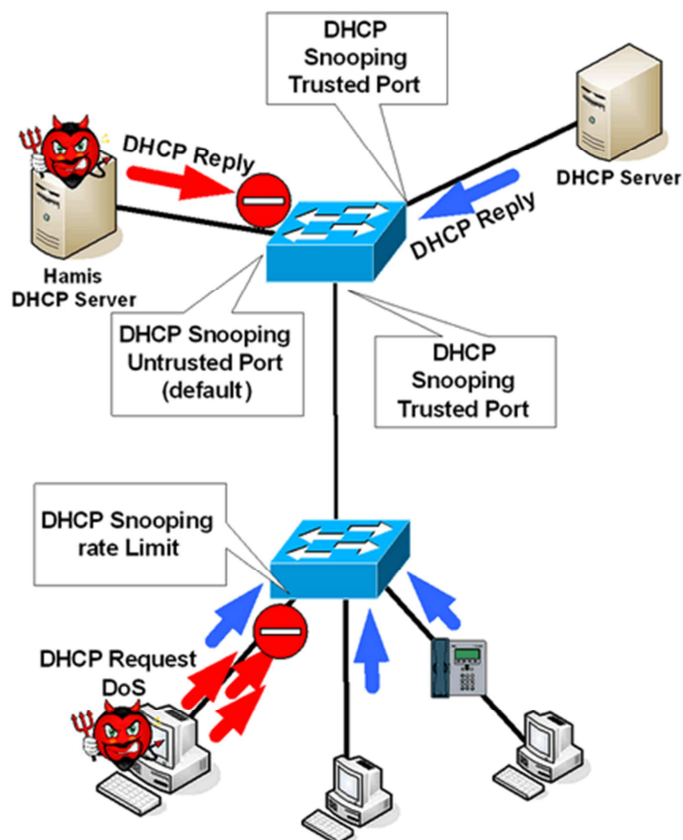 DHCP
Snooping
Trusted Port
DHCP Reply
DHCP Server
DHCP Reply
Hamis
DHCP Server
DHCP Snooping
Untrusted Port
(default)
DHCP
Snooping
Trusted Port
DHCP Snooping
rate Limit
DHCP Request
DoS